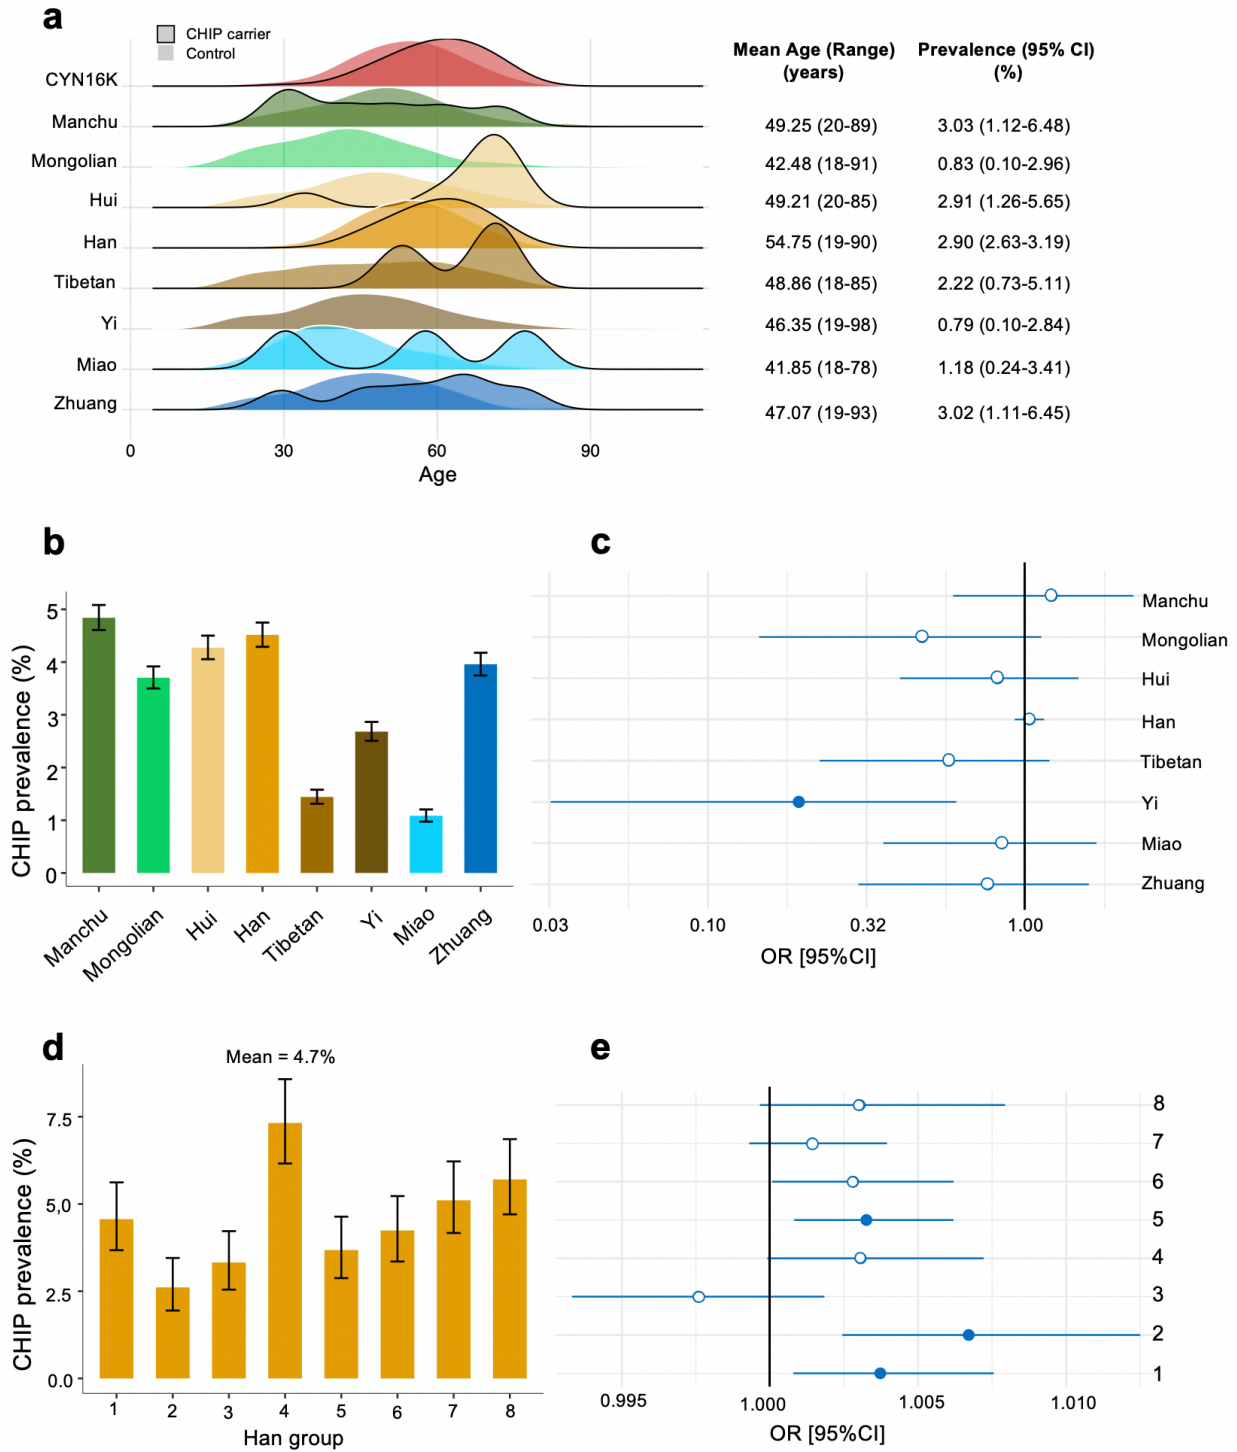 a
CHIP carrier
Control
Mean Age (Range) Prevalence (95% CI)
(years) (%)
CYN16K
Manchu 49.25 (20-89) 3.03 (1.12-6.48)
Mongolian 42.48 (18-91) 0.83 (0.10-2.96)
Hui 49.21 (20-85) 2.91 (1.26-5.65)
Han 54.75 (19-90) 2.90 (2.63-3.19)
Tibetan 48.86 (18-85) 2.22 (0.73-5.11)
Yi 46.35 (19-98) 0.79 (0.10-2.84)
Miao 41.85 (18-78) 1.18 (0.24-3.41)
Zhuang 47.07 (19-93) 3.02 (1.11-6.45)
0 30 60 90
Age
b
CHIP prevalence (%)
5
4
3
2
1
0
Manchu Mongolian Hui Han Tibetan Yi Miao Zhuang
c
Manchu
Mongolian
Hui
Han
Tibetan
Yi
Miao
Zhuang
0.03 0.10 0.32 1.00
OR [95%CI]
d
Mean = 4.7%
CHIP prevalence (%)
7.5
5.0
2.5
0.0
1 2 3 4 5 6 7 8
Han group
e
8
7
6
5
4
3
2
1
0.995 1.000 1.005 1.010
OR [95%CI]